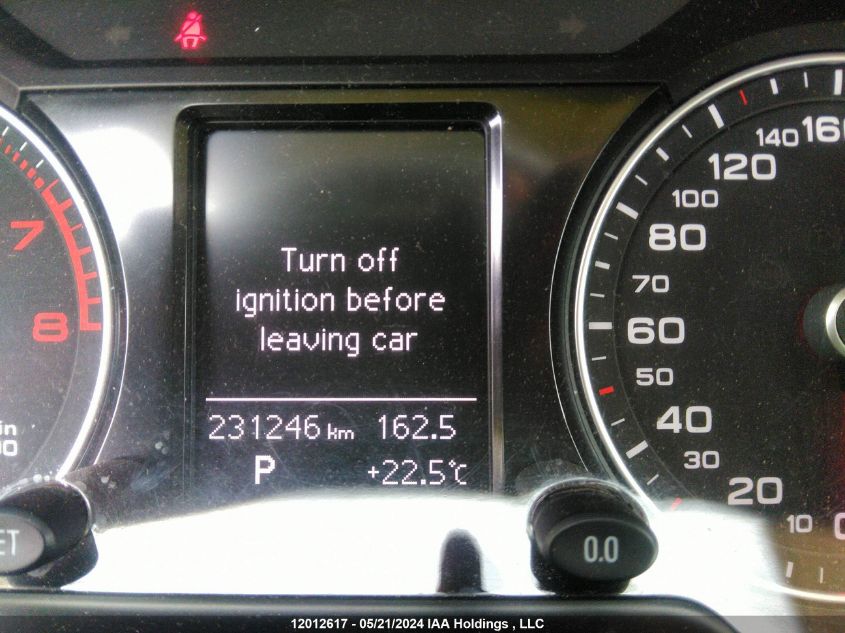 Turn off
ignition before
leaving car
231246 km 162.5
P +22.5°C
7
8
160
140
120
100
80
70
60
50
40
30
20
10
0.0
12012617 - 05/21/2024 IAA Holdings , LLC